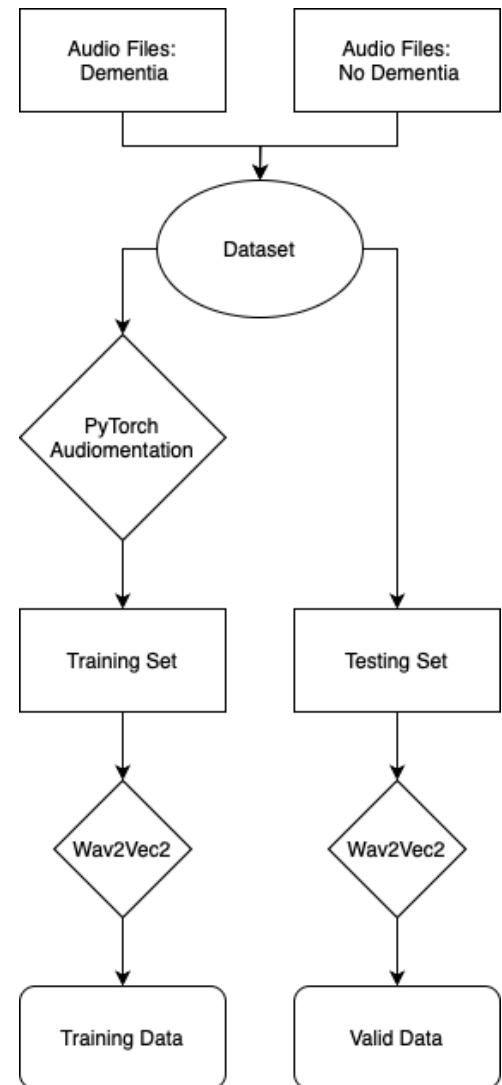 Audio Files:
Dementia
Audio Files:
No Dementia
Dataset
PyTorch
Audiomentation
Training Set
Testing Set
Wav2Vec2
Wav2Vec2
Training Data
Valid Data